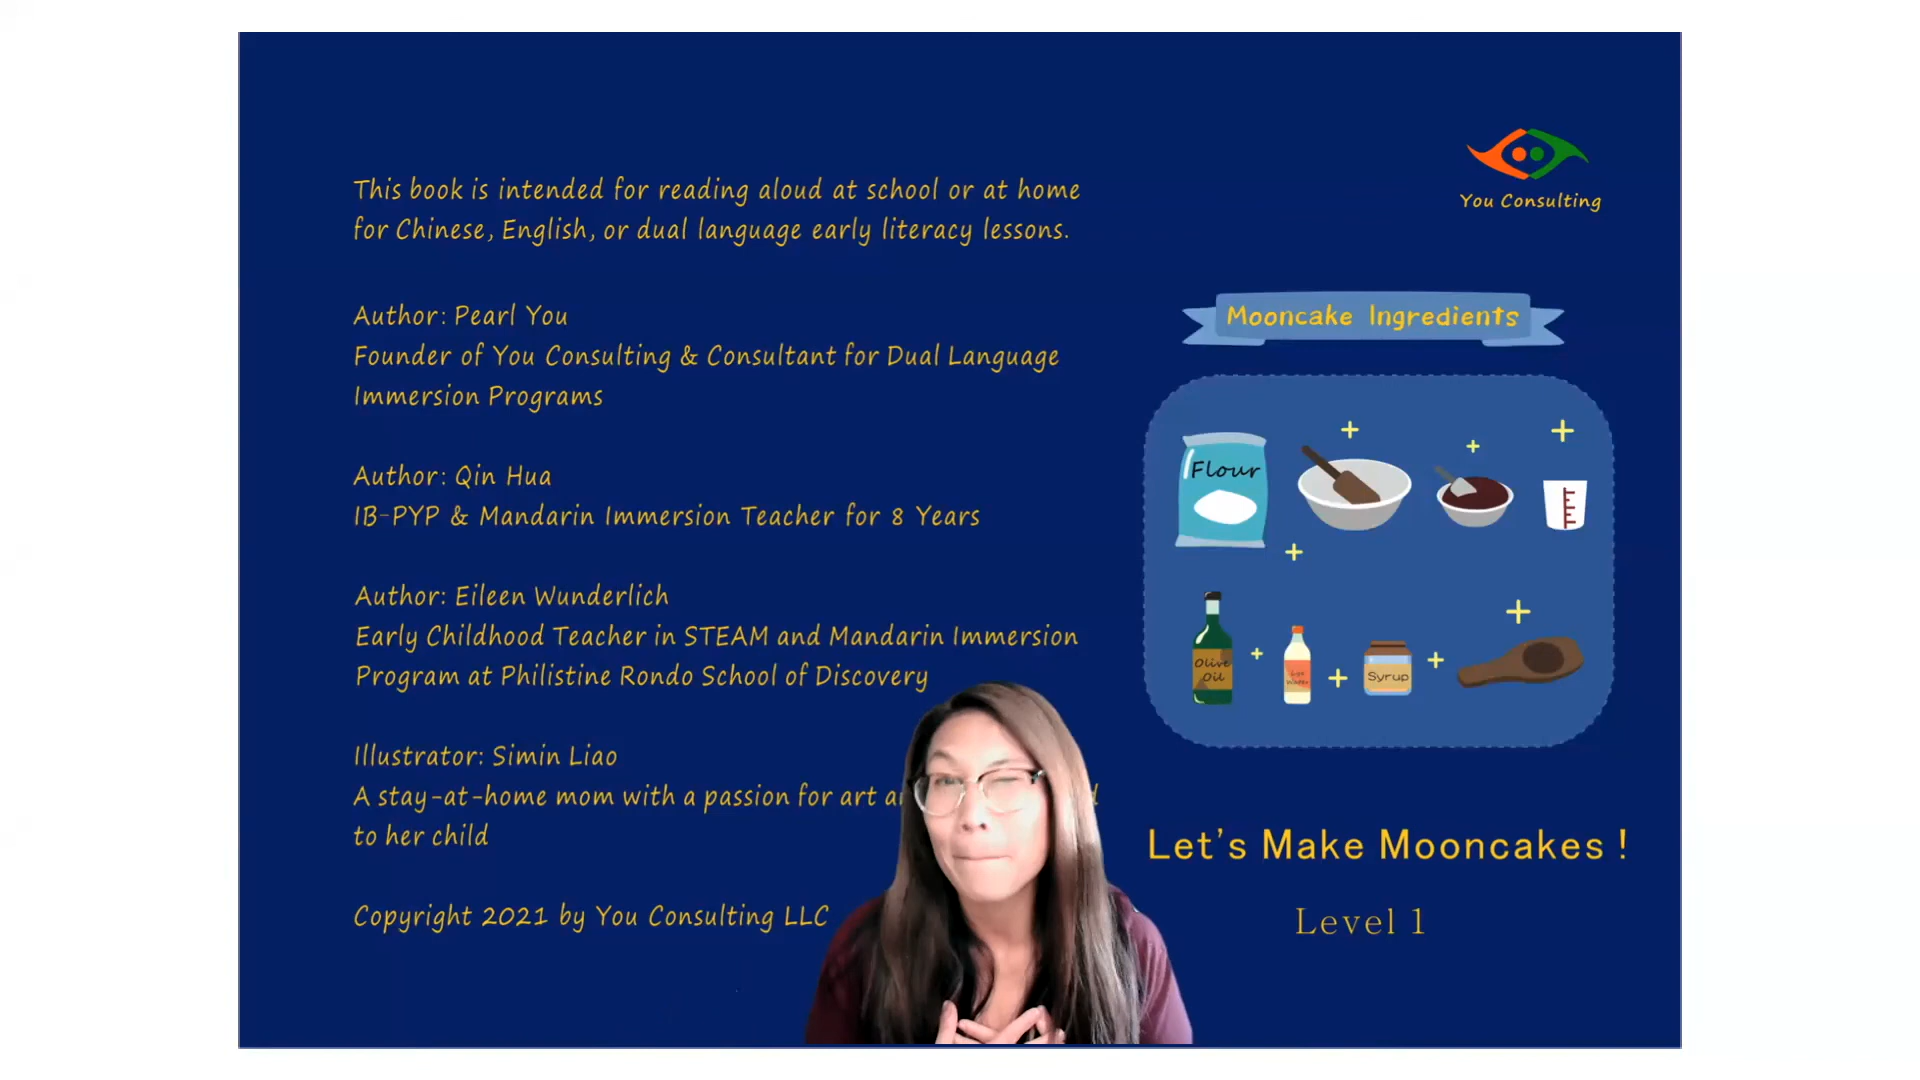 This book is intended for reading aloud at school or at home
for Chinese, English, or dual language early literacy lessons.
Author: Pearl You
Founder of You Consulting & Consultant for Dual Language
Immersion Programs
Author: Qin Hua
IB-PYP & Mandarin Immersion Teacher for 8 Years
Author: Eileen Wunderlich
Early Childhood Teacher in STEAM and Mandarin Immersion
Program at Philistine Rondo School of Discovery
Illustrator: Simin Liao
A stay-at-home mom with a passion for art
to her child
Copyright 2021 by You Consulting LLC
You Consulting
Mooncake Ingredients
Flour
Olive
Oil
Water
Syrup
Let's Make Mooncakes !
Level 1